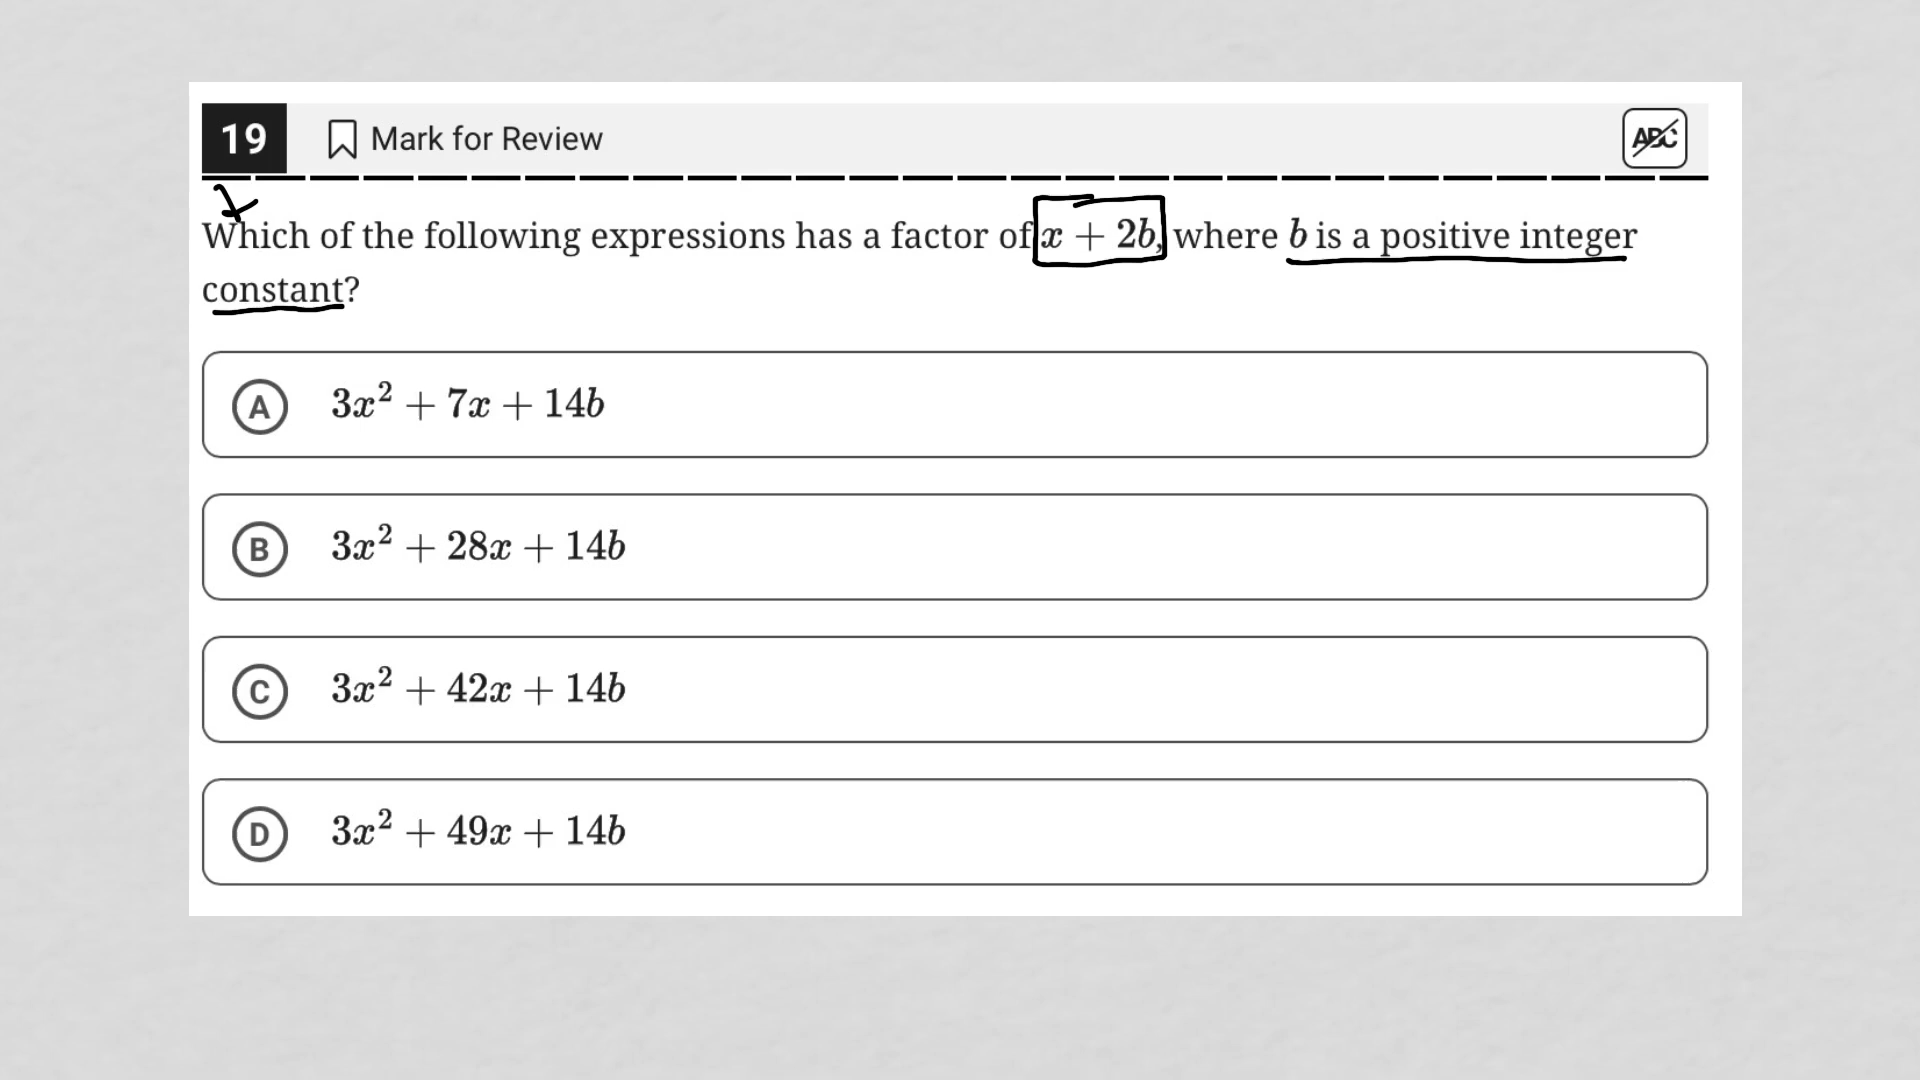 19 Mark for Review ABC
Which of the following expressions has a factor of x + 2b, where b is a positive integer
constant?
A 3x² + 7x + 14b
B 3x² + 28x + 14b
C 3x² + 42x + 14b
D 3x² + 49x + 14b